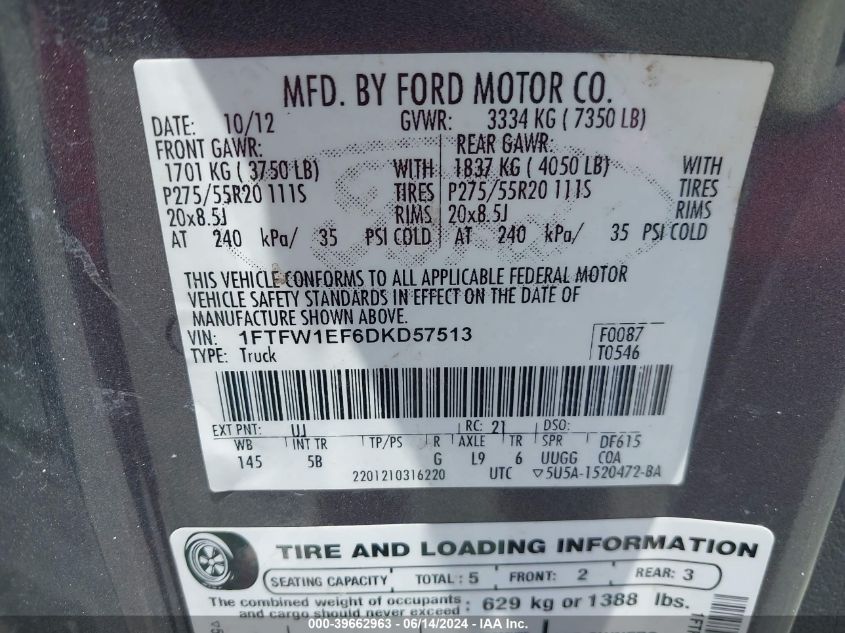 MFD. BY FORD MOTOR CO.
DATE: 10/12 GVWR: 3334 KG ( 7350 LB)
FRONT GAWR: REAR GAWR:
1701 KG ( 3750 LB) WITH 1837 KG ( 4050 LB) WITH
P275/55R20 111S TIRES P275/55R20 111S TIRES
20x8.5J RIMS 20x8.5J RIMS
AT 240 kPa/ 35 PSI COLD AT 240 kPa/ 35 PSI COLD
THIS VEHICLE CONFORMS TO ALL APPLICABLE FEDERAL MOTOR
VEHICLE SAFETY STANDARDS IN EFFECT ON THE DATE OF
MANUFACTURE SHOWN ABOVE.
VIN: 1FTFW1EF6DKD57513 F0087
TYPE: Truck T0546
EXT PNT: UJ RC: 21 DSO:
WB INT TR TP/PS R AXLE TR SPR DF615
145 5B G L9 6 UUGG COA
2201210316220 UTC ▽5U5A-1520472-BA
TIRE AND LOADING INFORMATION
SEATING CAPACITY TOTAL: 5 FRONT: 2 REAR: 3
The combined weight of occupants
and cargo should never exceed : 629 kg or 1388 lbs.
000-39662963 - 06/14/2024 - IAA Inc.